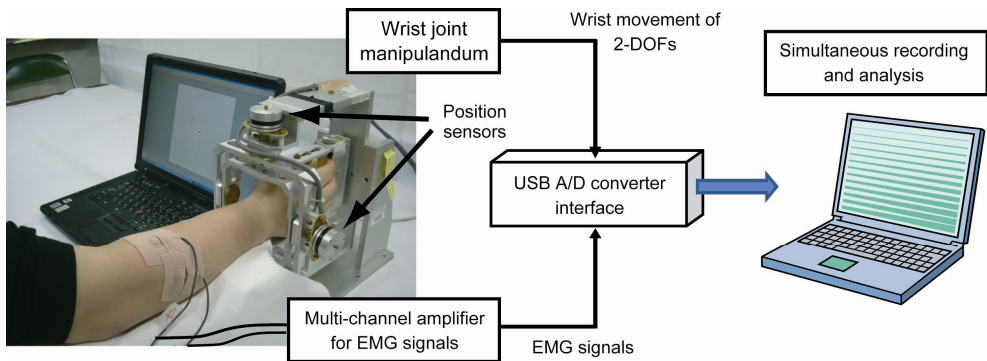 Wrist joint
manipulandum
Wrist movement of
2-DOFs
Simultaneous recording
and analysis
Position
sensors
USB A/D converter
interface
Multi-channel amplifier
for EMG signals
EMG signals